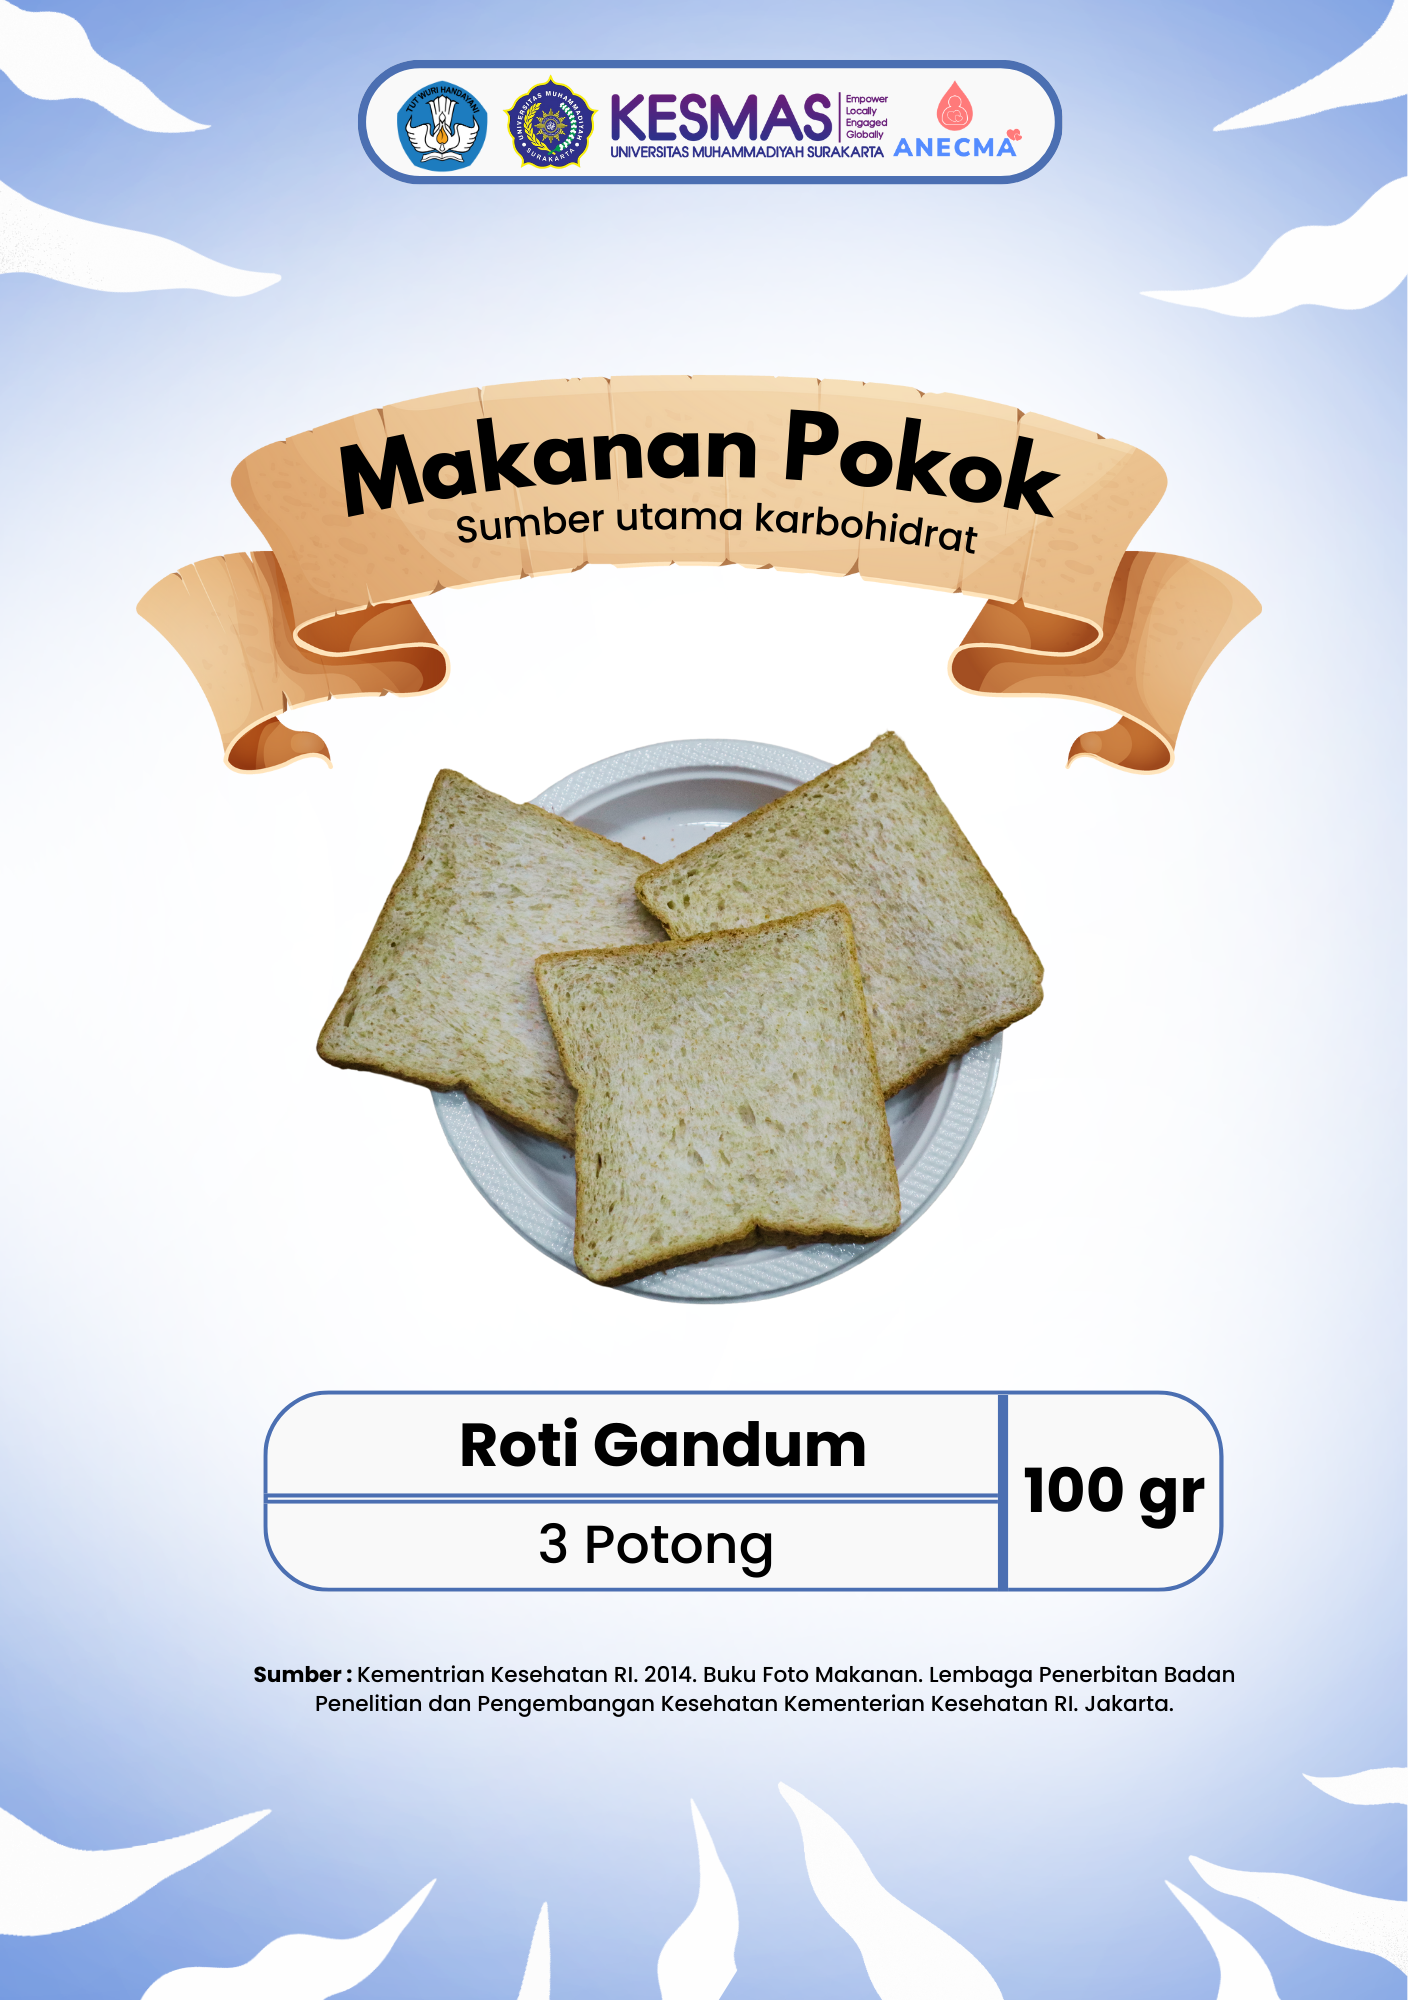 TUT WURI HANDAYANI
UNIVERSITAS MUHAMMADIYAH
SURAKARTA
KESMAS
Empower
Locally
Engaged
Globally
UNIVERSITAS MUHAMMADIYAH SURAKARTA
ANECMA
Makanan Pokok
Sumber utama karbohidrat
Roti Gandum
3 Potong
100 gr
Sumber : Kementrian Kesehatan RI. 2014. Buku Foto Makanan. Lembaga Penerbitan Badan
Penelitian dan Pengembangan Kesehatan Kementerian Kesehatan RI. Jakarta.